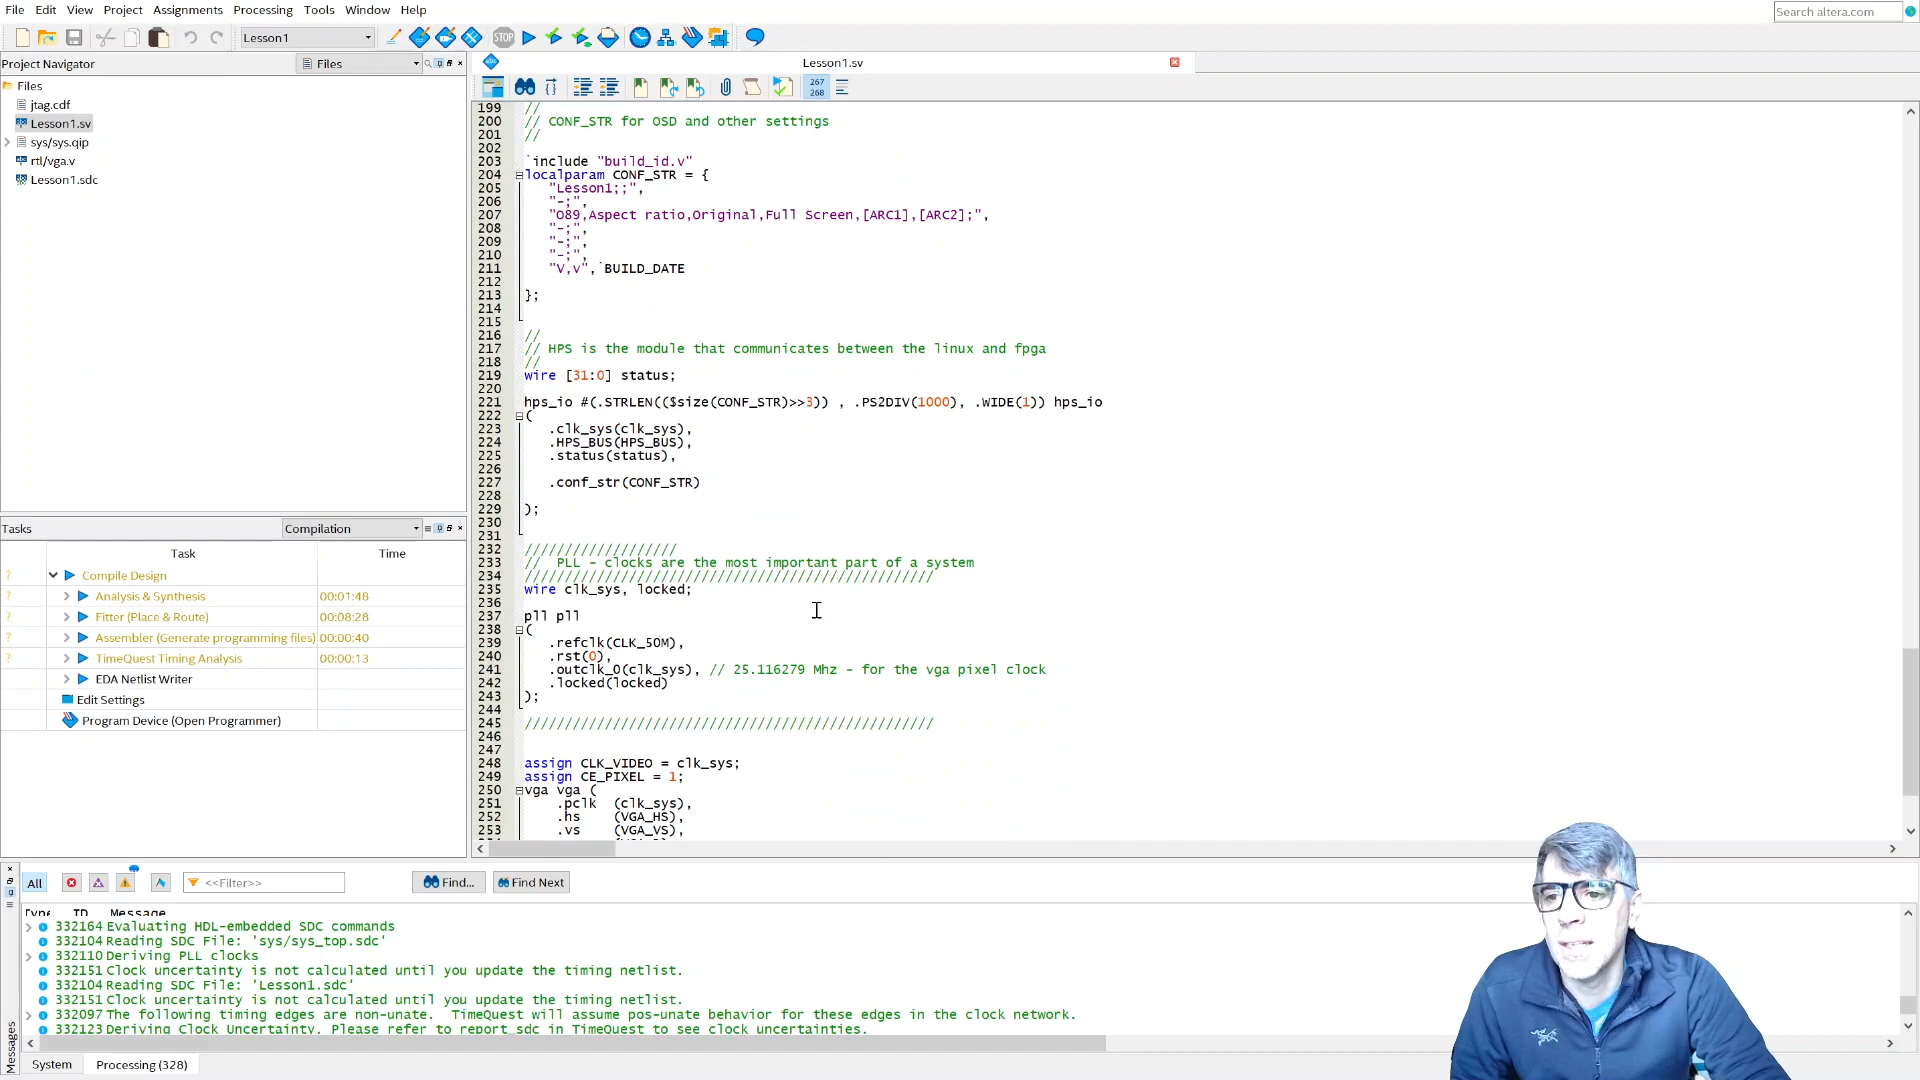 File Edit View Project Assignments Processing Tools Window Help
Search altera.com
Lesson1
STOP
Project Navigator
Files
Lesson1.sv
Files
jtag.cdf
Lesson1.sv
sys/sys.qip
rtl/vga.v
Lesson1.sdc
267
268
199 //
200 // CONF_STR for OSD and other settings
201 //
202
203 `include "build_id.v"
204 localparam CONF_STR = {
205 "Lesson1;;",
206 "-;",
207 "O89,Aspect ratio,Original,Full Screen,[ARC1],[ARC2];",
208 "-;",
209 "-;",
210 "-;",
211 "V,v",`BUILD_DATE
212
213 };
214
215
216 //
217 // HPS is the module that communicates between the linux and fpga
218 //
219 wire [31:0] status;
220
221 hps_io #(.STRLEN(($size(CONF_STR)>>3)) , .PS2DIV(1000), .WIDE(1)) hps_io
222 (
223 .clk_sys(clk_sys),
224 .HPS_BUS(HPS_BUS),
225 .status(status),
226
227 .conf_str(CONF_STR)
228
229 );
230
231
232 ///////////////////
233 // PLL - clocks are the most important part of a system
234 ///////////////////////////////////////////////////
235 wire clk_sys, locked;
236
237 pll pll
238 (
239 .refclk(CLK_50M),
240 .rst(0),
241 .outclk_0(clk_sys), // 25.116279 Mhz - for the vga pixel clock
242 .locked(locked)
243 );
244
245 ///////////////////////////////////////////////////
246
247
248 assign CLK_VIDEO = clk_sys;
249 assign CE_PIXEL = 1;
250 vga vga (
251 .pclk (clk_sys),
252 .hs (VGA_HS),
253 .vs (VGA_VS),
Tasks
Compilation
Task Time
? Compile Design
? Analysis & Synthesis 00:01:48
? Fitter (Place & Route) 00:08:28
? Assembler (Generate programming files) 00:00:40
? TimeQuest Timing Analysis 00:00:13
EDA Netlist Writer
Edit Settings
Program Device (Open Programmer)
All
<<Filter>>
Find...
Find Next
Type ID Message
332164 Evaluating HDL-embedded SDC commands
332104 Reading SDC File: 'sys/sys_top.sdc'
332110 Deriving PLL clocks
332151 Clock uncertainty is not calculated until you update the timing netlist.
332104 Reading SDC File: 'Lesson1.sdc'
332151 Clock uncertainty is not calculated until you update the timing netlist.
332097 The following timing edges are non-unate. TimeQuest will assume pos-unate behavior for these edges in the clock network.
332123 Deriving Clock Uncertainty. Please refer to report_sdc in TimeQuest to see clock uncertainties.
Messages
System
Processing (328)